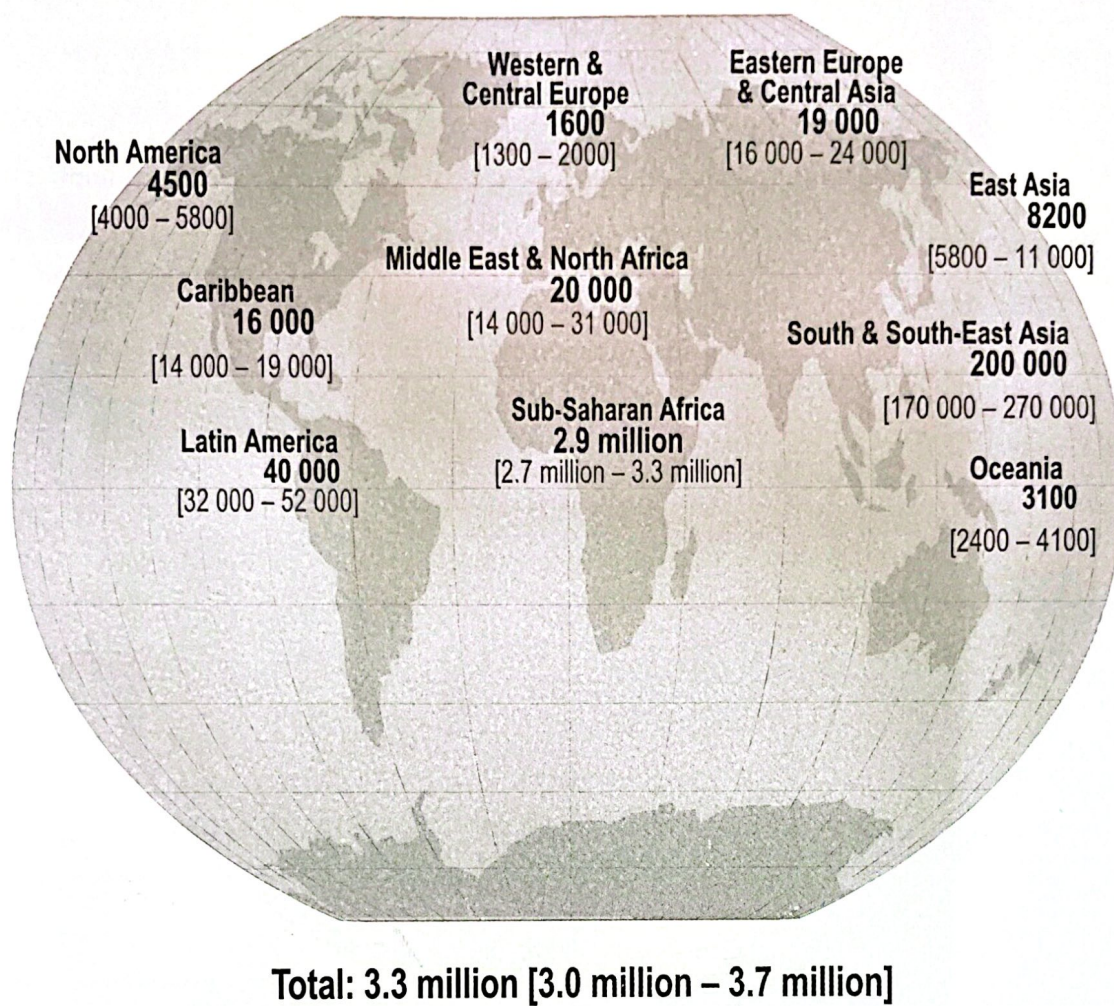 Western &
Central Europe
1600
[1300 – 2000]
Eastern Europe
& Central Asia
19 000
[16 000 – 24 000]
North America
4500
[4000 – 5800]
East Asia
8200
[5800 – 11 000]
Middle East & North Africa
20 000
[14 000 – 31 000]
Caribbean
16 000
[14 000 – 19 000]
South & South-East Asia
200 000
[170 000 – 270 000]
Sub-Saharan Africa
2.9 million
[2.7 million – 3.3 million]
Latin America
40 000
[32 000 – 52 000]
Oceania
3100
[2400 – 4100]
Total: 3.3 million [3.0 million – 3.7 million]